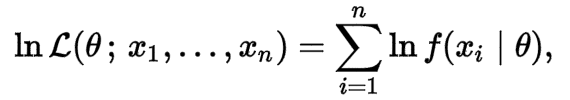 ln ℒ(θ ; x₁, …, xₙ) = ∑ᵢ₌₁ⁿ ln f(xᵢ | θ),